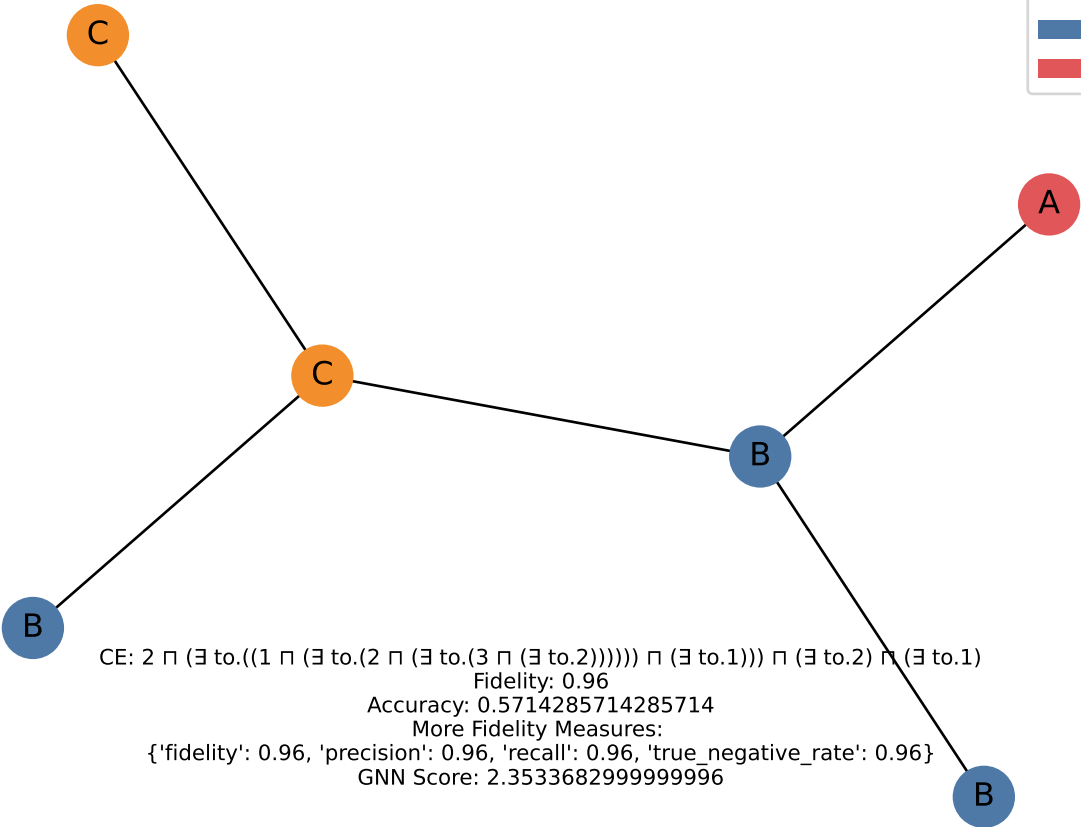 C
A
C
B
B
CE: 2 ⊓ (∃ to.((1 ⊓ (∃ to.(2 ⊓ (∃ to.(3 ⊓ (∃ to.2)))))) ⊓ (∃ to.1))) ⊓ (∃ to.2) ⊓ (∃ to.1)
Fidelity: 0.96
Accuracy: 0.5714285714285714
More Fidelity Measures:
{'fidelity': 0.96, 'precision': 0.96, 'recall': 0.96, 'true_negative_rate': 0.96}
GNN Score: 2.3533682999999996
B